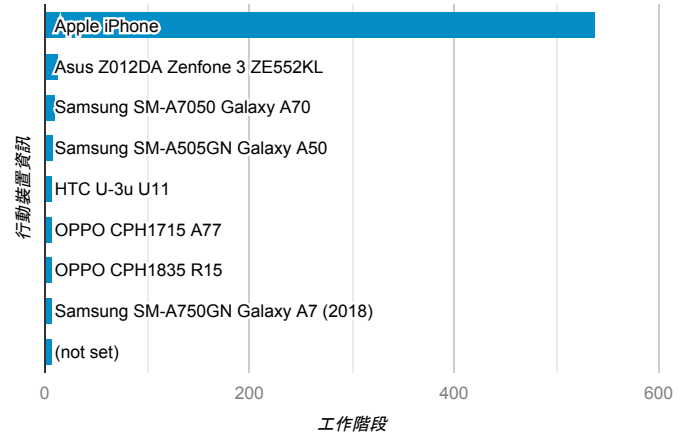 Apple iPhone
Asus Z012DA Zenfone 3 ZE552KL
Samsung SM-A7050 Galaxy A70
Samsung SM-A505GN Galaxy A50
HTC U-3u U11
OPPO CPH1715 A77
OPPO CPH1835 R15
Samsung SM-A750GN Galaxy A7 (2018)
(not set)
行動裝置資訊
0 200 400 600
工作階段